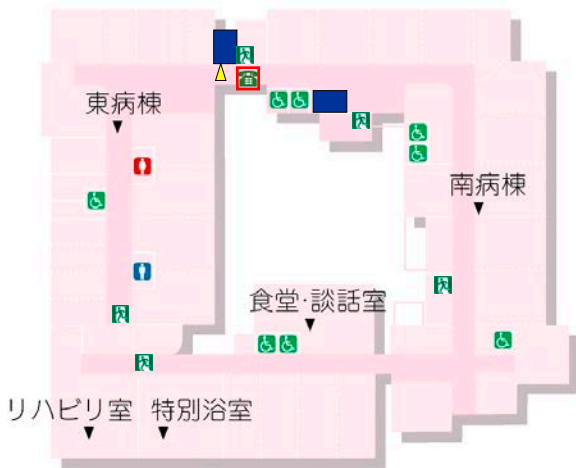 東病棟
南病棟
食堂・談話室
リハビリ室
特別浴室